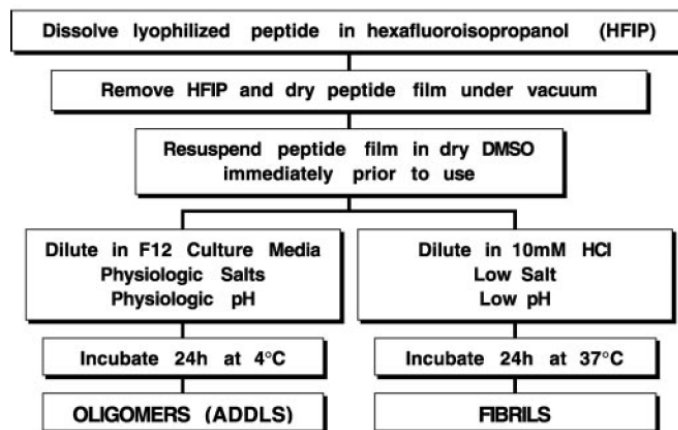 Dissolve lyophilized peptide in hexafluoroisopropanol (HFIP)
Remove HFIP and dry peptide film under vacuum
Resuspend peptide film in dry DMSO
immediately prior to use
Dilute in F12 Culture Media
Physiologic Salts
Physiologic pH
Incubate 24h at 4°C
OLIGOMERS (ADDLS)
Dilute in 10mM HCl
Low Salt
Low pH
Incubate 24h at 37°C
FIBRILS